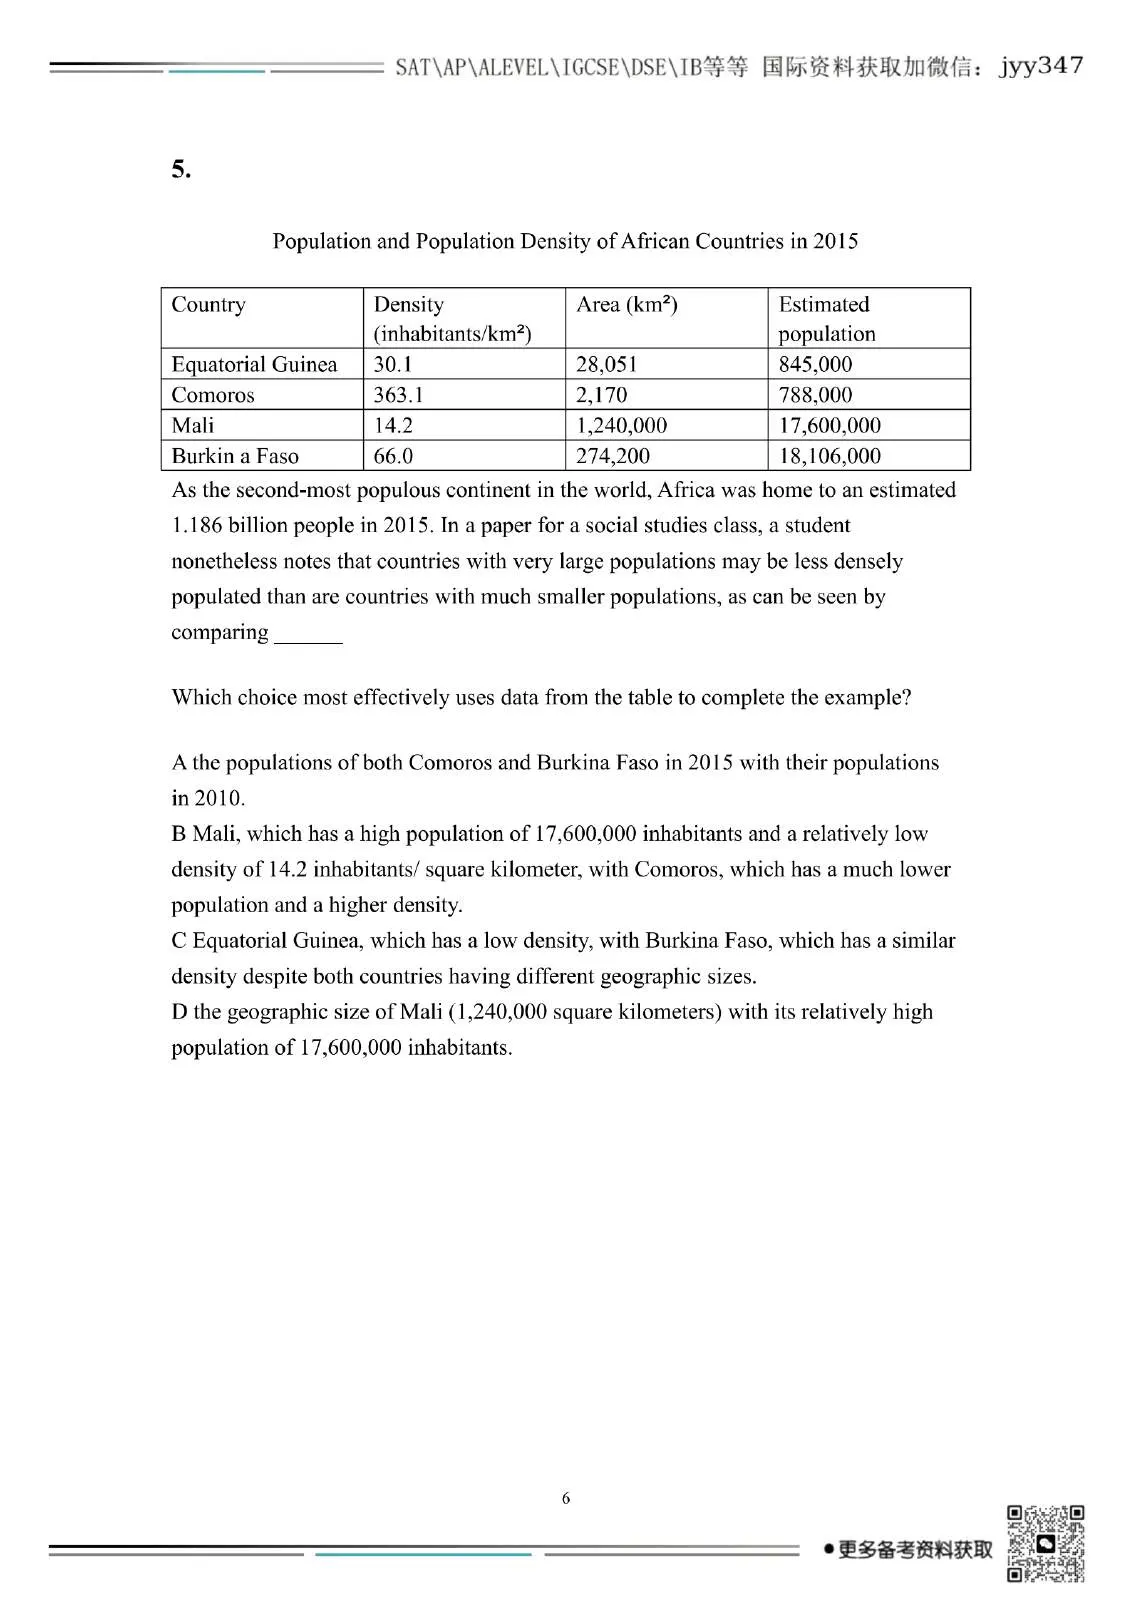 SAT\AP\ALEVEL\IGCSE\DSE\IB等等 国际资料获取加微信: jyy347
5.
Population and Population Density of African Countries in 2015
Country Density (inhabitants/km²) Area (km²) Estimated population
Equatorial Guinea 30.1 28,051 845,000
Comoros 363.1 2,170 788,000
Mali 14.2 1,240,000 17,600,000
Burkin a Faso 66.0 274,200 18,106,000
As the second-most populous continent in the world, Africa was home to an estimated
1.186 billion people in 2015. In a paper for a social studies class, a student
nonetheless notes that countries with very large populations may be less densely
populated than are countries with much smaller populations, as can be seen by
comparing ______
Which choice most effectively uses data from the table to complete the example?
A the populations of both Comoros and Burkina Faso in 2015 with their populations
in 2010.
B Mali, which has a high population of 17,600,000 inhabitants and a relatively low
density of 14.2 inhabitants/ square kilometer, with Comoros, which has a much lower
population and a higher density.
C Equatorial Guinea, which has a low density, with Burkina Faso, which has a similar
density despite both countries having different geographic sizes.
D the geographic size of Mali (1,240,000 square kilometers) with its relatively high
population of 17,600,000 inhabitants.
6
●更多备考资料获取